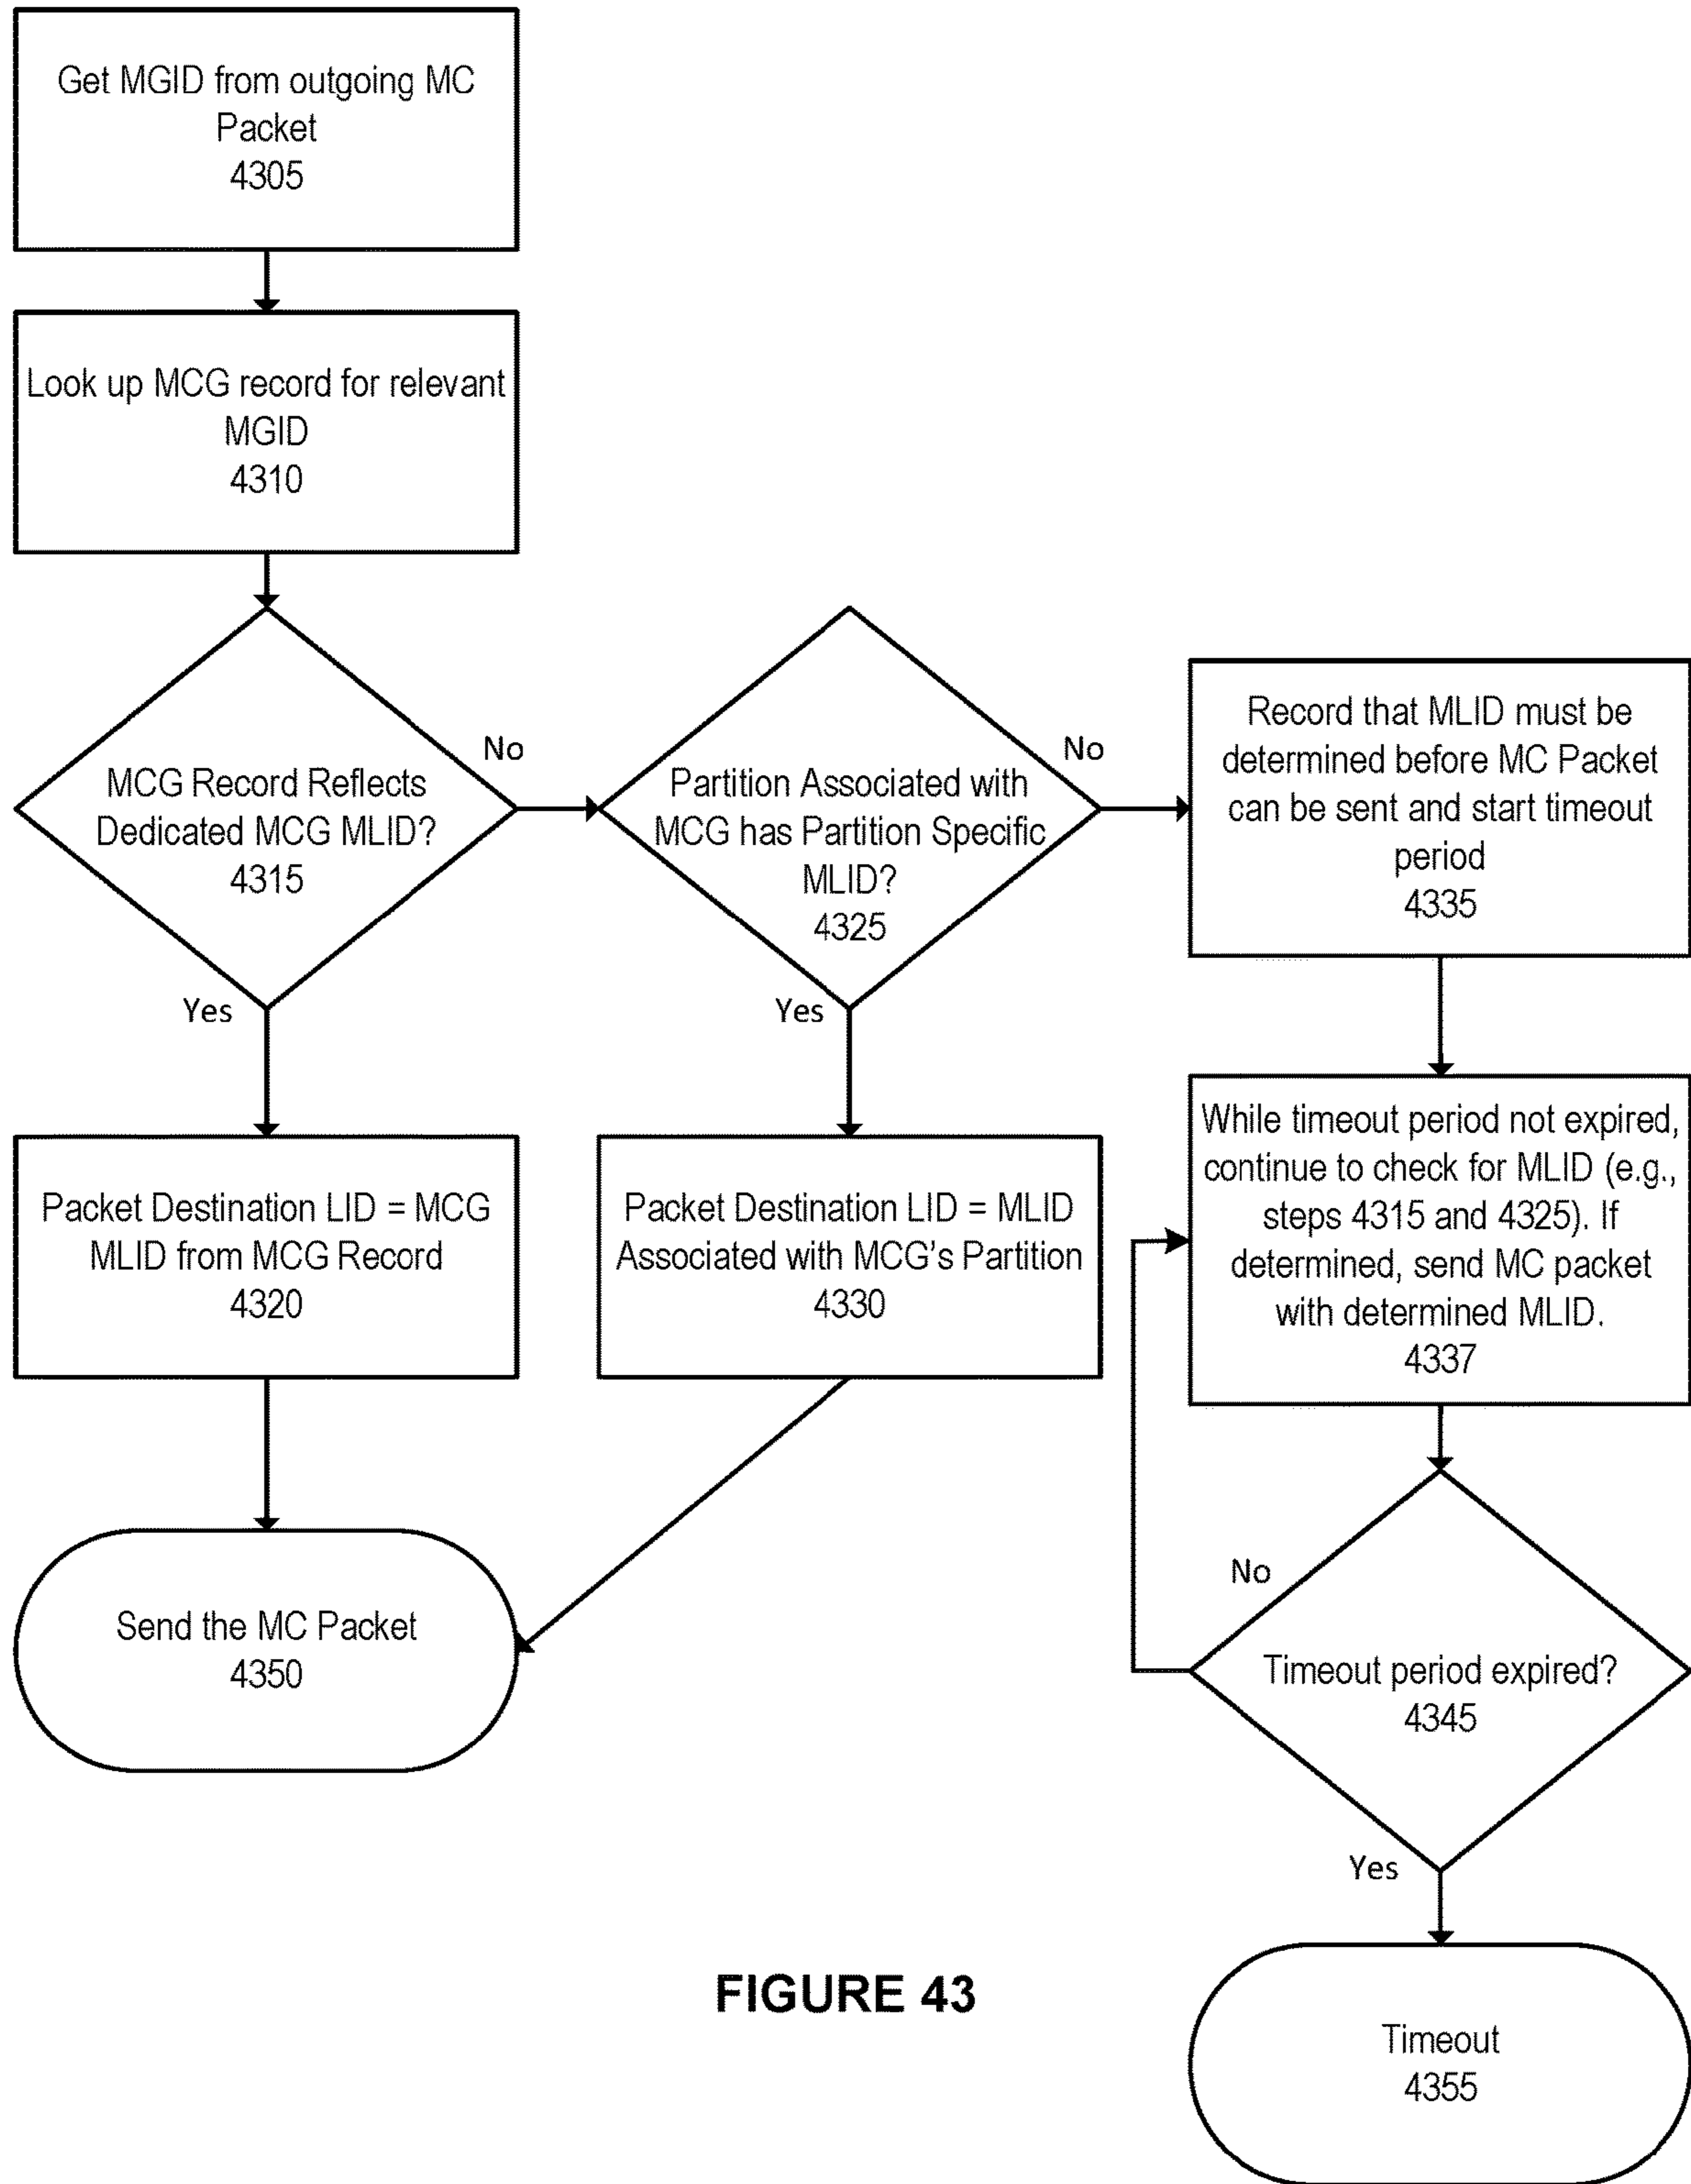 Get MGID from outgoing MC
Packet
4305
Look up MCG record for relevant
MGID
4310
MCG Record Reflects
Dedicated MCG MLID?
4315
No
Yes
Partition Associated with
MCG has Partition Specific
MLID?
4325
No
Yes
Record that MLID must be
determined before MC Packet
can be sent and start timeout
period
4335
Packet Destination LID = MCG
MLID from MCG Record
4320
Packet Destination LID = MLID
Associated with MCG's Partition
4330
While timeout period not expired,
continue to check for MLID (e.g.,
steps 4315 and 4325). If
determined, send MC packet
with determined MLID.
4337
Send the MC Packet
4350
No
Timeout period expired?
4345
Yes
Timeout
4355
FIGURE 43